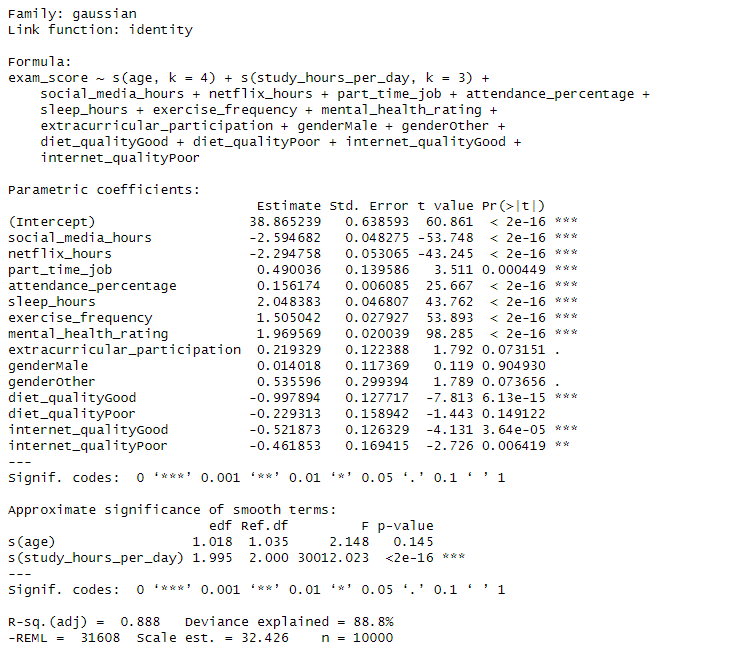 Family: gaussian
Link function: identity

Formula:
exam_score ~ s(age, k = 4) + s(study_hours_per_day, k = 3) +
    social_media_hours + netflix_hours + part_time_job + attendance_percentage +
    sleep_hours + exercise_frequency + mental_health_rating +
    extracurricular_participation + genderMale + genderOther +
    diet_qualityGood + diet_qualityPoor + internet_qualityGood +
    internet_qualityPoor

Parametric coefficients:
                               Estimate Std. Error t value Pr(>|t|)
(Intercept)                   38.865239   0.638593  60.861  < 2e-16 ***
social_media_hours            -2.594682   0.048275 -53.748  < 2e-16 ***
netflix_hours                 -2.294758   0.053065 -43.245  < 2e-16 ***
part_time_job                  0.490036   0.139586   3.511 0.000449 ***
attendance_percentage          0.156174   0.006085  25.667  < 2e-16 ***
sleep_hours                    2.048383   0.046807  43.762  < 2e-16 ***
exercise_frequency             1.505042   0.027927  53.893  < 2e-16 ***
mental_health_rating           1.969569   0.020039  98.285  < 2e-16 ***
extracurricular_participation  0.219329   0.122388   1.792 0.073151 .
genderMale                     0.014018   0.117369   0.119 0.904930
genderOther                    0.535596   0.299394   1.789 0.073656 .
diet_qualityGood              -0.997894   0.127717  -7.813 6.13e-15 ***
diet_qualityPoor              -0.229313   0.158942  -1.443 0.149122
internet_qualityGood          -0.521873   0.126329  -4.131 3.64e-05 ***
internet_qualityPoor          -0.461853   0.169415  -2.726 0.006419 **
---
Signif. codes:  0 ‘***’ 0.001 ‘**’ 0.01 ‘*’ 0.05 ‘.’ 0.1 ‘ ’ 1

Approximate significance of smooth terms:
                         edf Ref.df         F p-value
s(age)                 1.018  1.035     2.148   0.145
s(study_hours_per_day) 1.995  2.000 30012.023  <2e-16 ***
---
Signif. codes:  0 ‘***’ 0.001 ‘**’ 0.01 ‘*’ 0.05 ‘.’ 0.1 ‘ ’ 1

R-sq.(adj) =  0.888   Deviance explained = 88.8%
-REML =  31608  Scale est. = 32.426    n = 10000